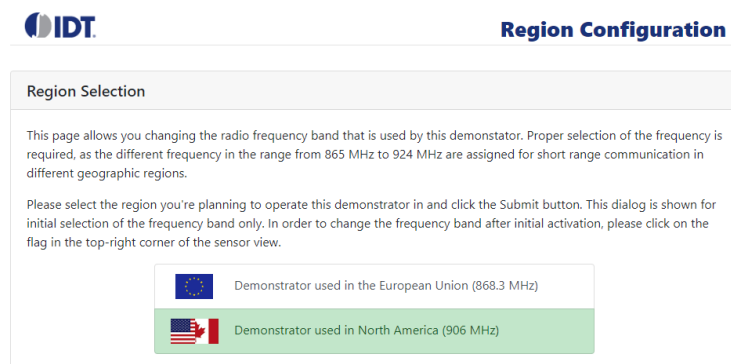 IDT.
Region Configuration
Region Selection
This page allows you changing the radio frequency band that is used by this demonstator. Proper selection of the frequency is
required, as the different frequency in the range from 865 MHz to 924 MHz are assigned for short range communication in
different geographic regions.
Please select the region you're planning to operate this demonstrator in and click the Submit button. This dialog is shown for
initial selection of the frequency band only. In order to change the frequency band after initial activation, please click on the
flag in the top-right corner of the sensor view.
Demonstrator used in the European Union (868.3 MHz)
Demonstrator used in North America (906 MHz)